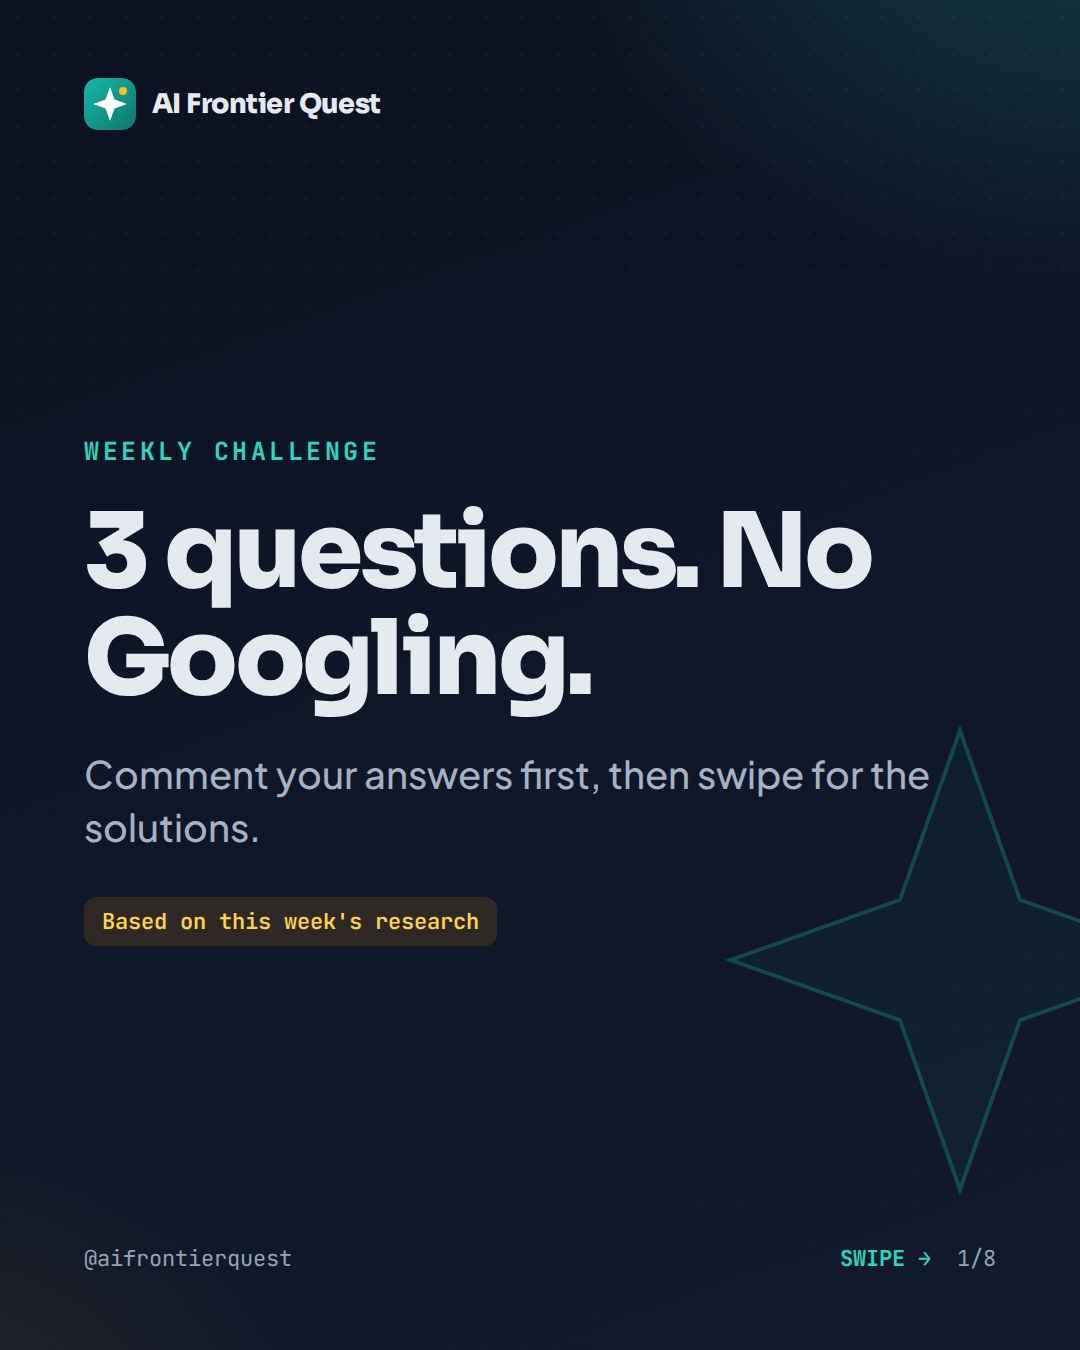 AI Frontier Quest
WEEKLY CHALLENGE
3 questions. No
Googling.
Comment your answers first, then swipe for the
solutions.
Based on this week's research
@aifrontierquest
SWIPE → 1/8